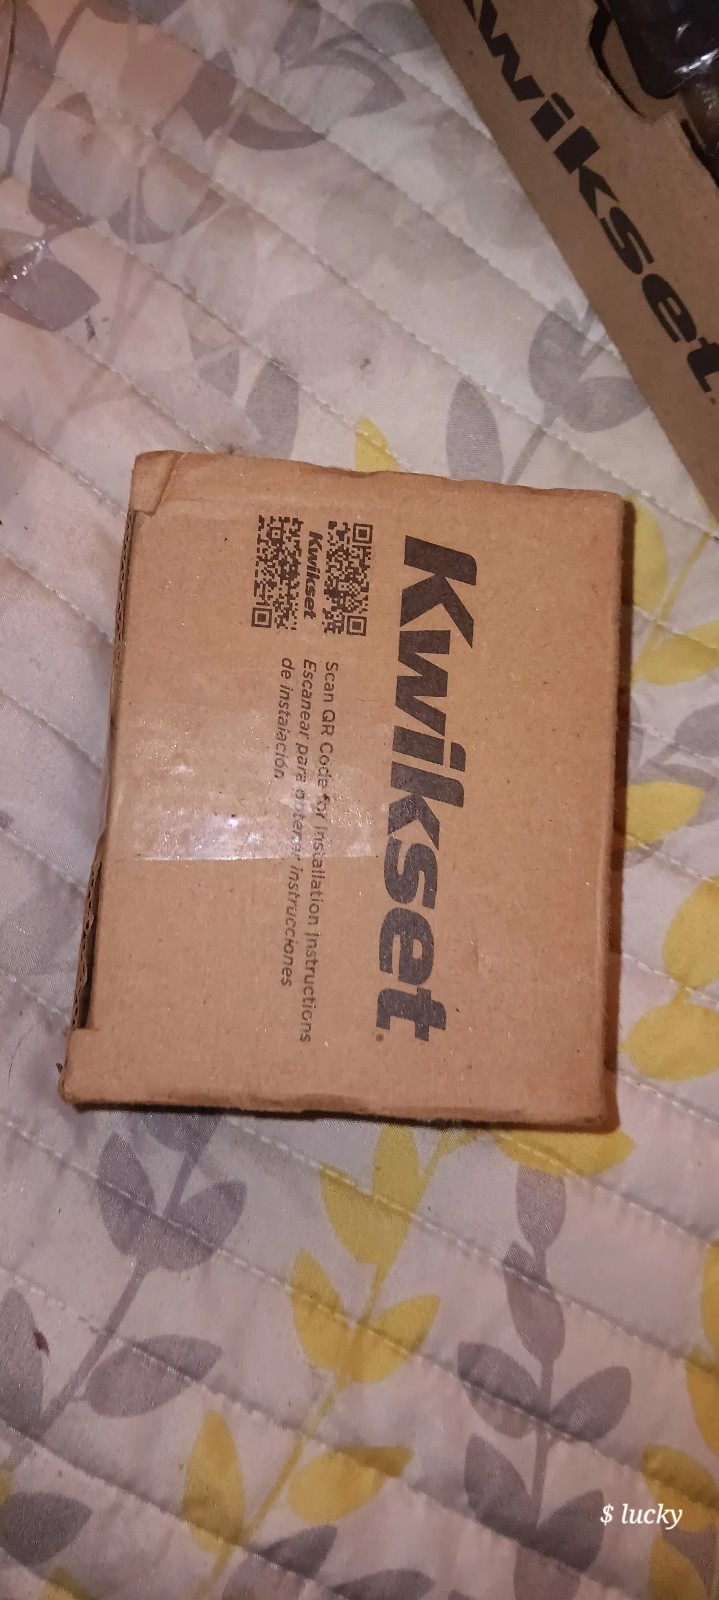 Kwikset
Kwikset®
Kwikset
Scan QR Code for Installation Instructions
Escanear para obtener instrucciones
de instalación
$ lucky